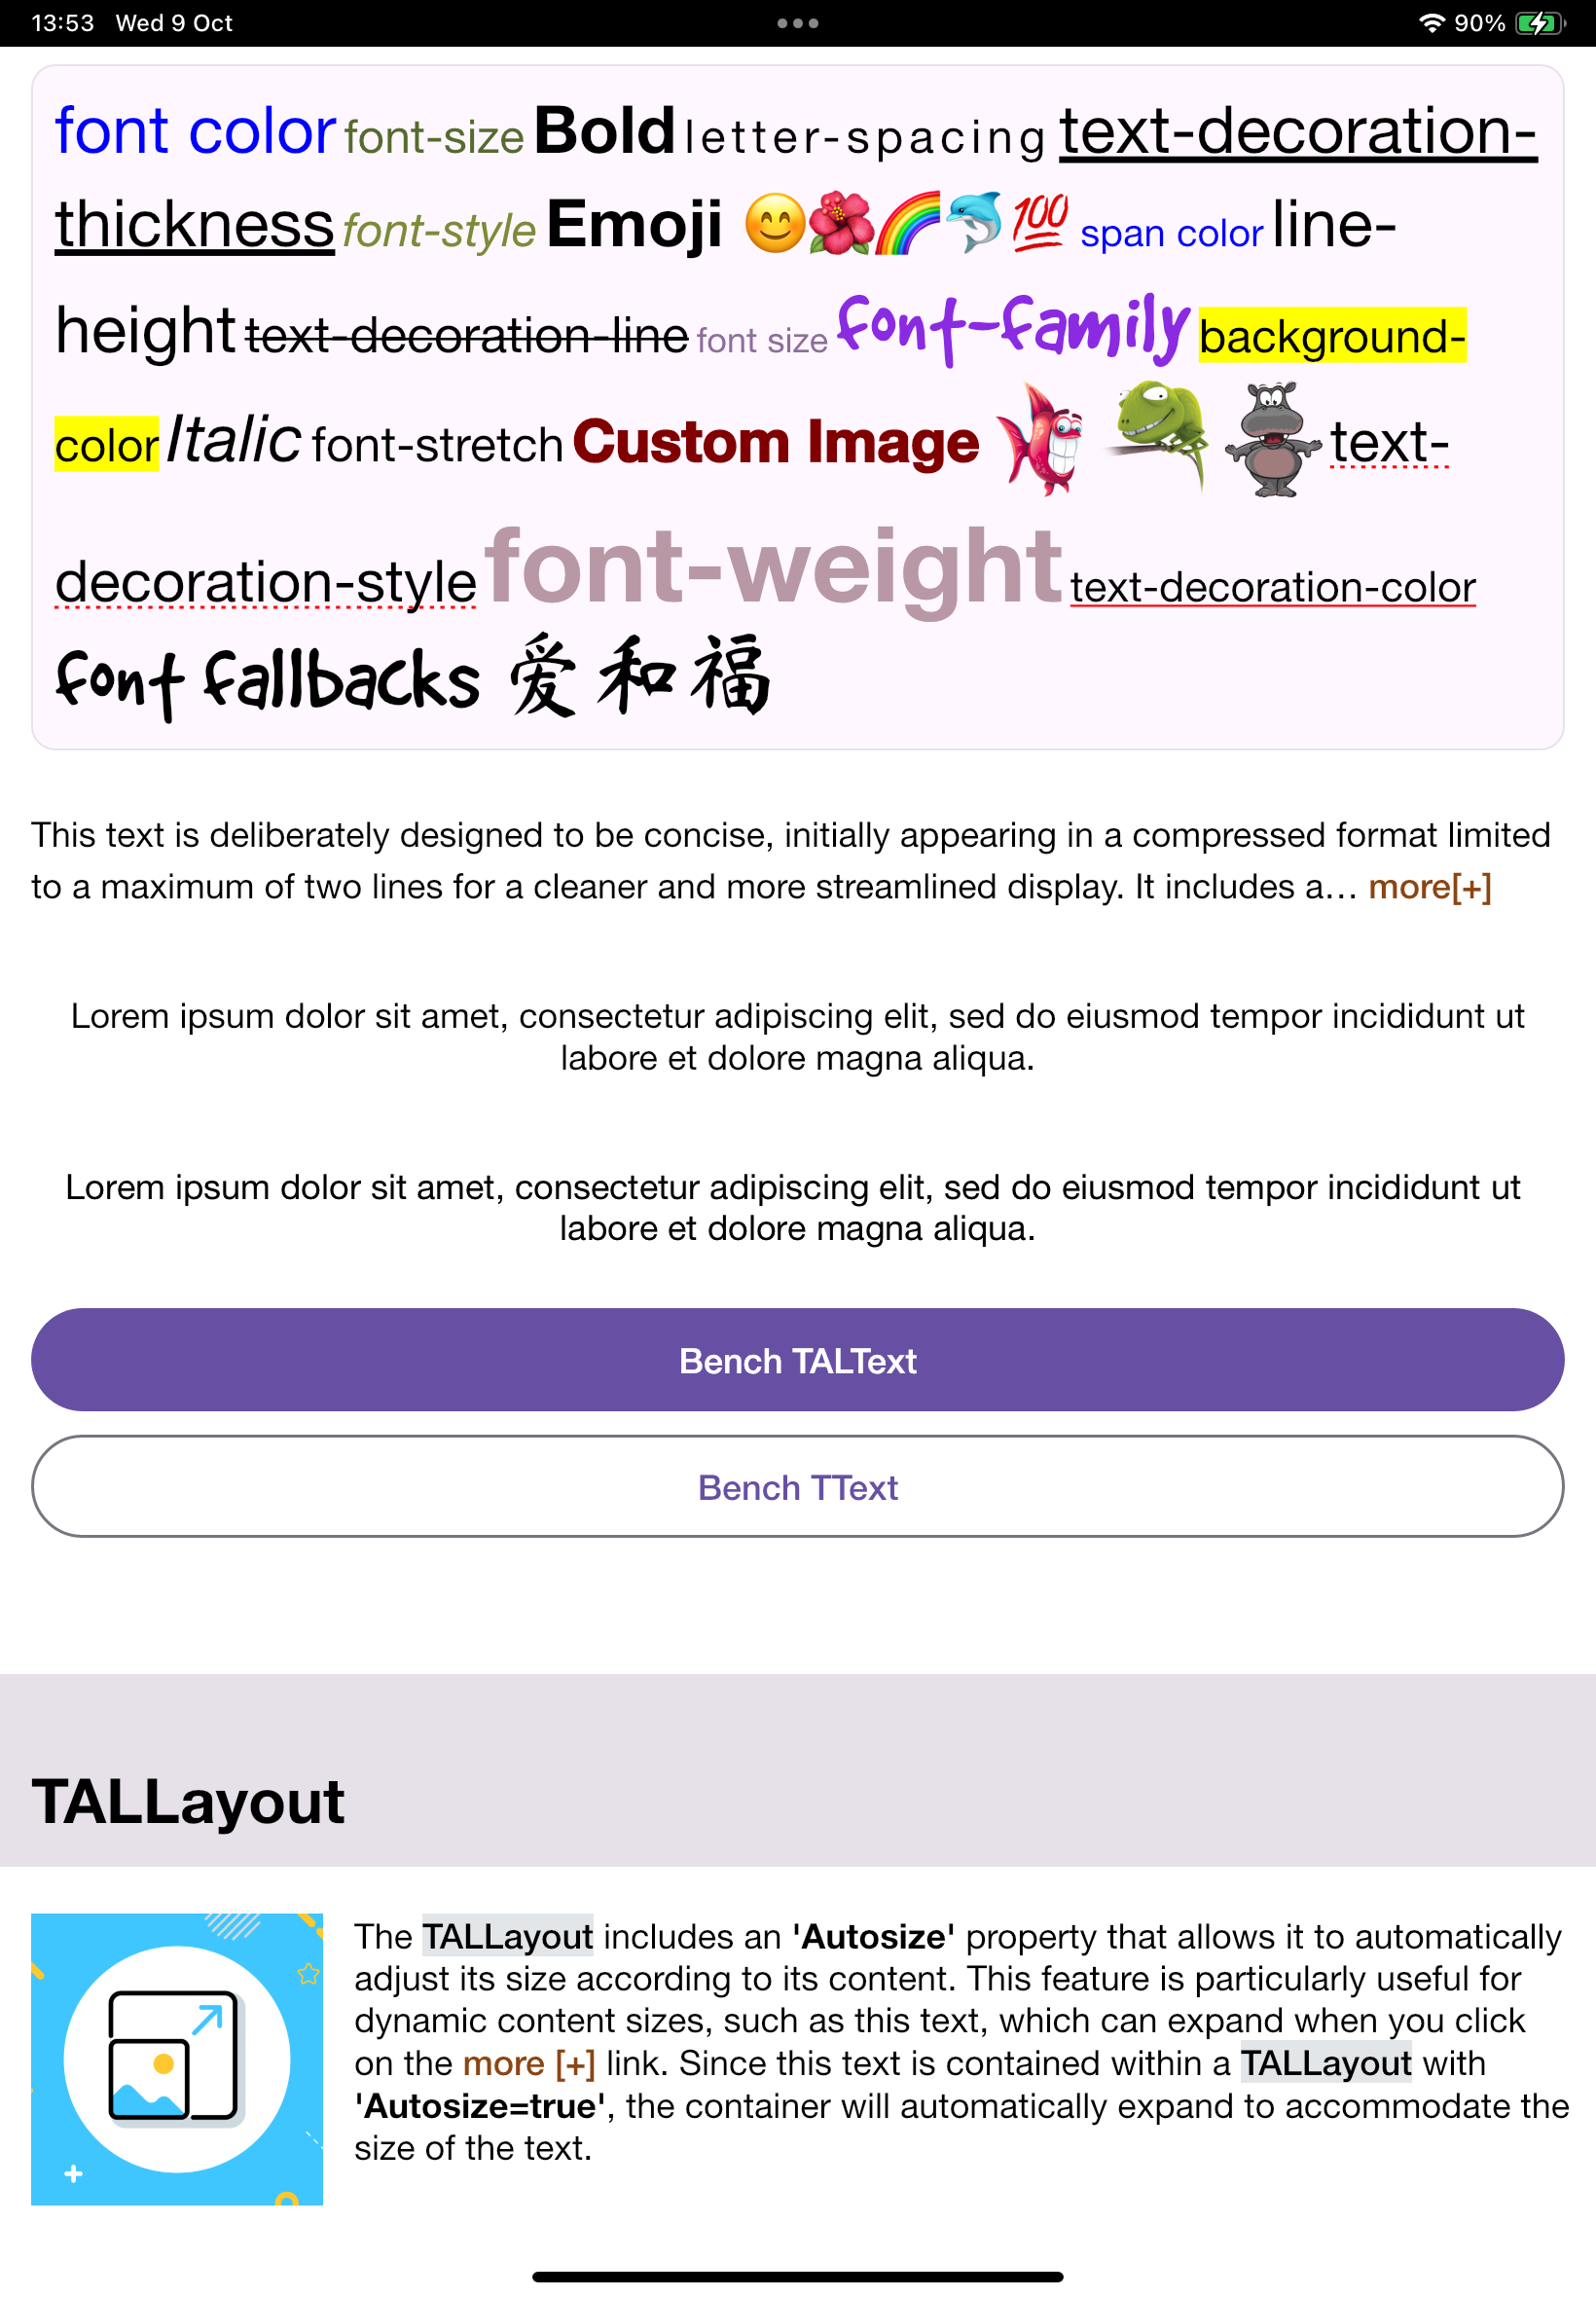 13:53 Wed 9 Oct 90%
font color font-size Bold letter-spacing text-decoration-
thickness font-style Emoji 😊🌺🌈🐬💯 span color line-
height text-decoration-line font size font-family background-
color Italic font-stretch Custom Image text-
decoration-style font-weight text-decoration-color
font fallbacks 爱和福
This text is deliberately designed to be concise, initially appearing in a compressed format limited
to a maximum of two lines for a cleaner and more streamlined display. It includes a… more[+]
Lorem ipsum dolor sit amet, consectetur adipiscing elit, sed do eiusmod tempor incididunt ut
labore et dolore magna aliqua.
Lorem ipsum dolor sit amet, consectetur adipiscing elit, sed do eiusmod tempor incididunt ut
labore et dolore magna aliqua.
Bench TALText
Bench TText
TALLayout
The TALLayout includes an 'Autosize' property that allows it to automatically
adjust its size according to its content. This feature is particularly useful for
dynamic content sizes, such as this text, which can expand when you click
on the more [+] link. Since this text is contained within a TALLayout with
'Autosize=true', the container will automatically expand to accommodate the
size of the text.